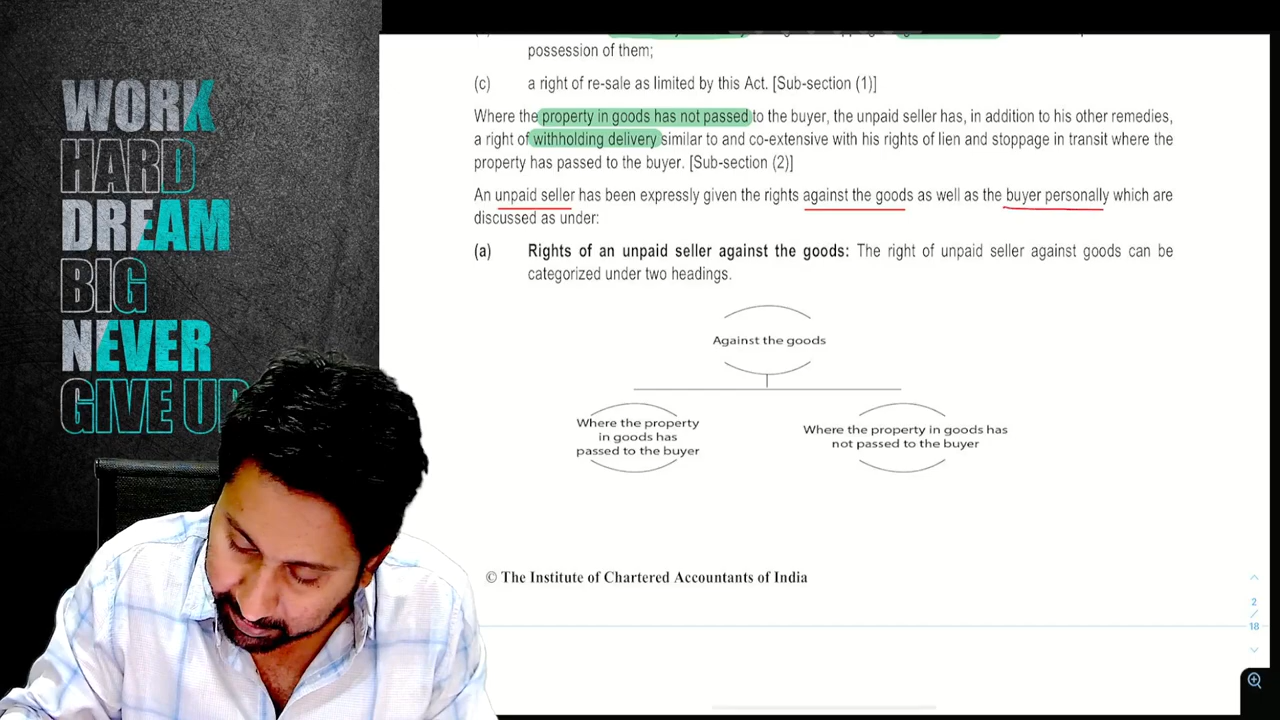 WORK
HARD
DREAM
BIG
NEVER
GIVE UP
possession of them;
(c) a right of re-sale as limited by this Act. [Sub-section (1)]
Where the property in goods has not passed to the buyer, the unpaid seller has, in addition to his other remedies,
a right of withholding delivery similar to and co-extensive with his rights of lien and stoppage in transit where the
property has passed to the buyer. [Sub-section (2)]
An unpaid seller has been expressly given the rights against the goods as well as the buyer personally which are
discussed as under:
(a) Rights of an unpaid seller against the goods: The right of unpaid seller against goods can be
categorized under two headings.
Against the goods
Where the property
in goods has
passed to the buyer
Where the property in goods has
not passed to the buyer
© The Institute of Chartered Accountants of India
2
/
18